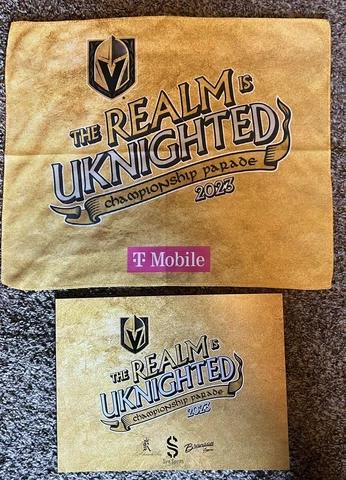 THE REALM IS
UKNIGHTED
championship parade
2023
T Mobile
THE REALM IS
UKNIGHTED
championship parade
2023